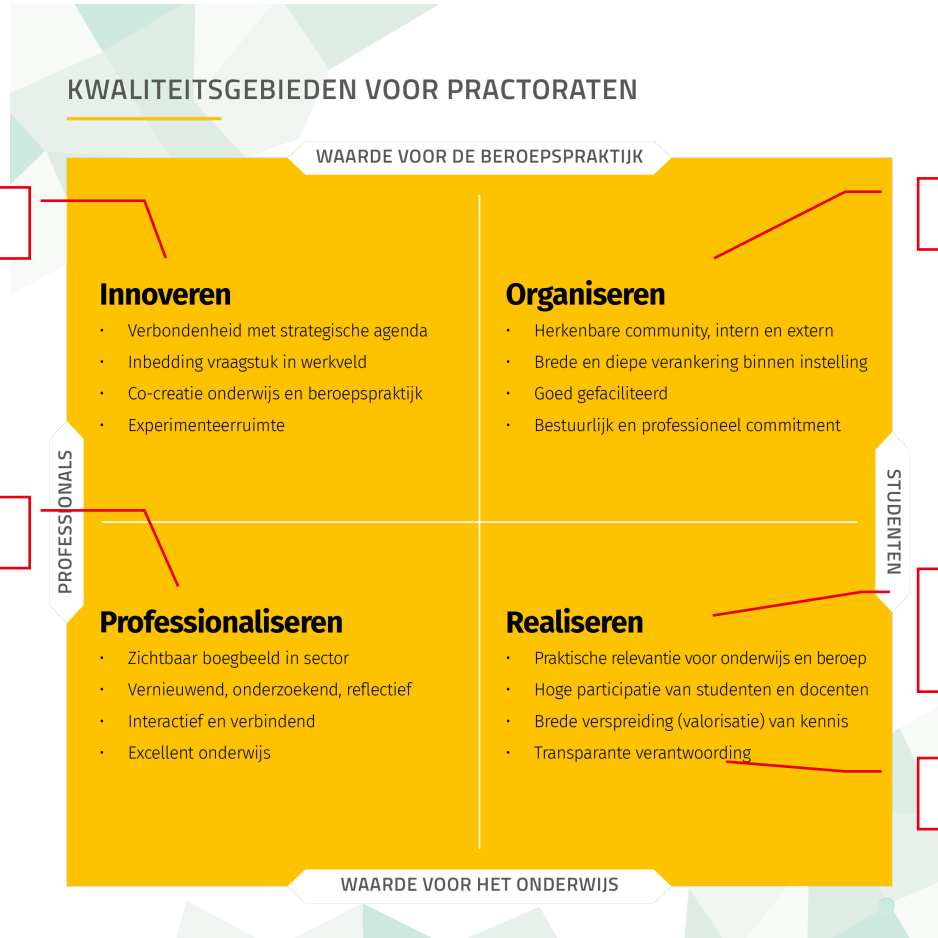 KWALITEITSGEBIEDEN VOOR PRACTORATEN
WAARDE VOOR DE BEROEPSPRAKTIJK
Innoveren
• Verbondenheid met strategische agenda
• Inbedding vraagstuk in werkveld
• Co-creatie onderwijs en beroepspraktijk
• Experimenteerruimte
Organiseren
• Herkenbare community, intern en extern
• Brede en diepe verankering binnen instelling
• Goed gefaciliteerd
• Bestuurlijk en professioneel commitment
PROFESSIONALS
STUDENTEN
Professionaliseren
• Zichtbaar boegbeeld in sector
• Vernieuwend, onderzoekend, reflectief
• Interactief en verbindend
• Excellent onderwijs
Realiseren
• Praktische relevantie voor onderwijs en beroep
• Hoge participatie van studenten en docenten
• Brede verspreiding (valorisatie) van kennis
• Transparante verantwoording
WAARDE VOOR HET ONDERWIJS